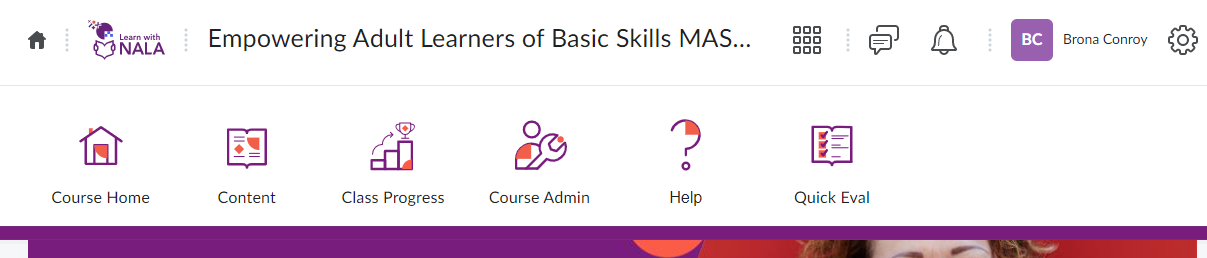 Learn with
NALA
Empowering Adult Learners of Basic Skills MAS...
BC
Brona Conroy
Course Home
Content
Class Progress
Course Admin
Help
Quick Eval